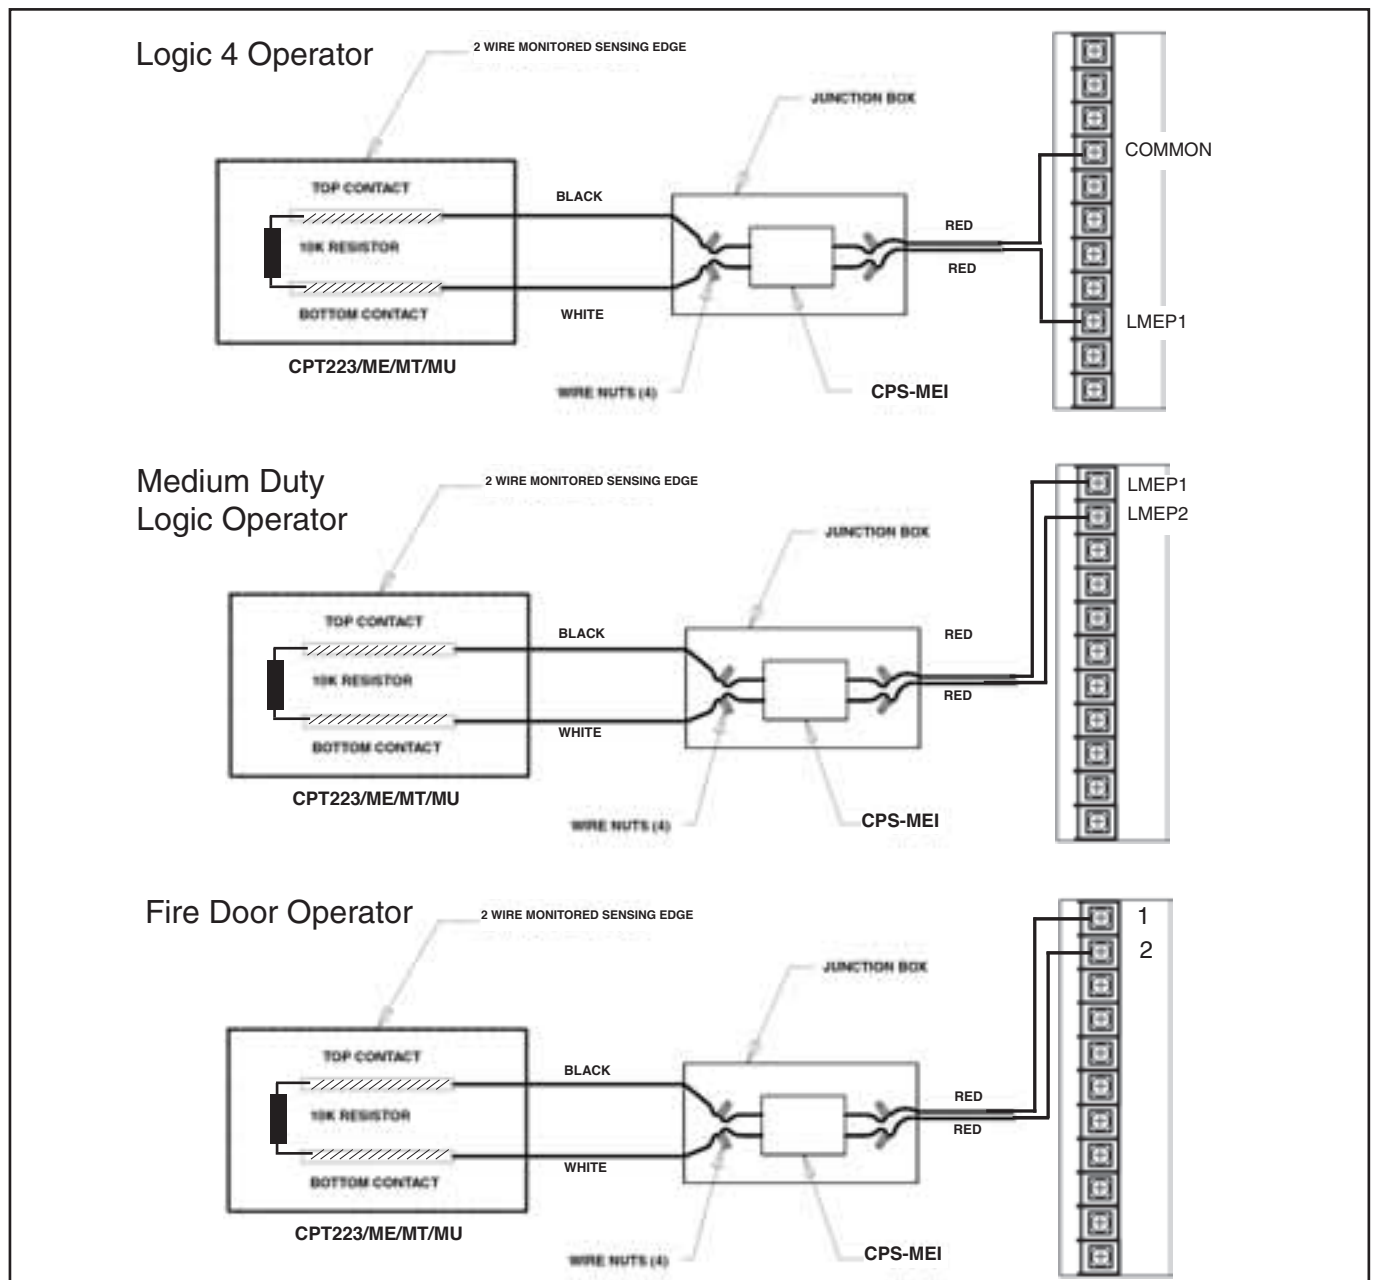 Logic 4 Operator
2 WIRE MONITORED SENSING EDGE
JUNCTION BOX
COMMON
TOP CONTACT
BLACK
10K RESISTOR
RED
RED
BOTTOM CONTACT
WHITE
LMEP1
CPT223/ME/MT/MU
WIRE NUTS (4)
CPS-MEI
Medium Duty
Logic Operator
2 WIRE MONITORED SENSING EDGE
LMEP1
LMEP2
JUNCTION BOX
TOP CONTACT
BLACK
RED
10K RESISTOR
RED
WHITE
BOTTOM CONTACT
CPT223/ME/MT/MU
WIRE NUTS (4)
CPS-MEI
Fire Door Operator
2 WIRE MONITORED SENSING EDGE
1
2
JUNCTION BOX
TOP CONTACT
BLACK
RED
10K RESISTOR
RED
WHITE
BOTTOM CONTACT
CPT223/ME/MT/MU
WIRE NUTS (4)
CPS-MEI